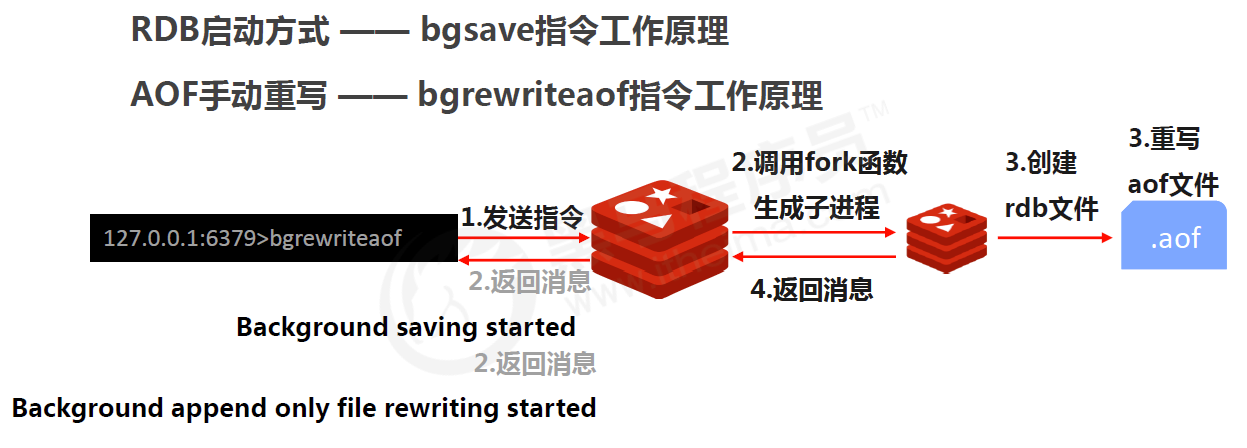 RDB启动方式 —— bgsave指令工作原理
AOF手动重写 —— bgrewriteaof指令工作原理
127.0.0.1:6379>bgrewriteaof
1.发送指令
2.返回消息
Background saving started
2.返回消息
Background append only file rewriting started
2.调用fork函数
生成子进程
4.返回消息
3.创建
rdb文件
3.重写
aof文件
.aof